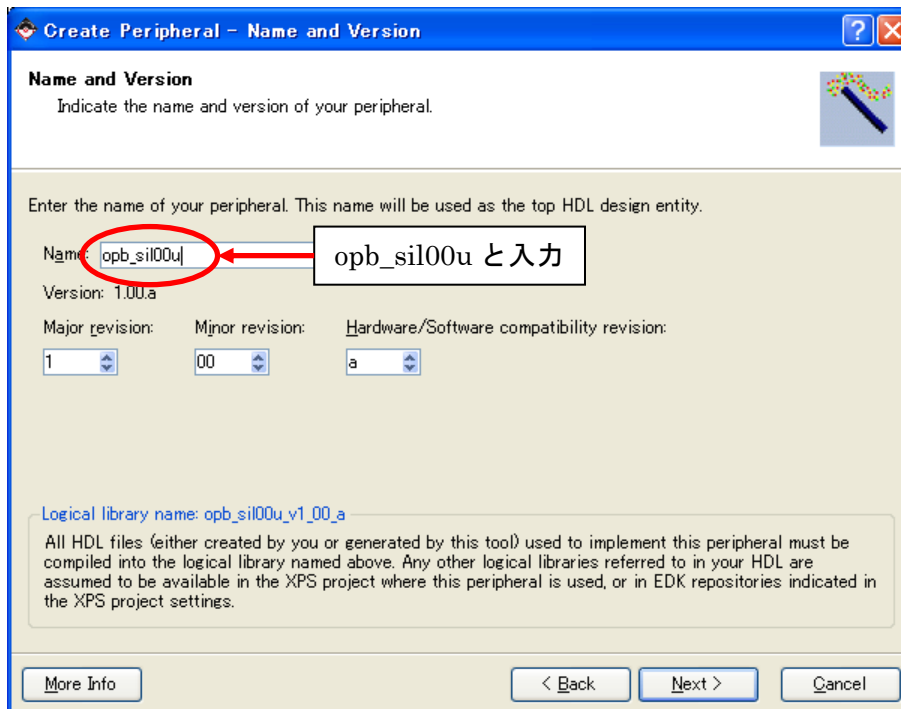 Create Peripheral - Name and Version
Name and Version
Indicate the name and version of your peripheral.
Enter the name of your peripheral. This name will be used as the top HDL design entity.
Name: opb_sil00u
opb_sil00u と入力
Version: 1.00.a
Major revision: Minor revision: Hardware/Software compatibility revision:
1 00 a
Logical library name: opb_sil00u_v1_00_a
All HDL files (either created by you or generated by this tool) used to implement this peripheral must be
compiled into the logical library named above. Any other logical libraries referred to in your HDL are
assumed to be available in the XPS project where this peripheral is used, or in EDK repositories indicated in
the XPS project settings.
More Info < Back Next > Cancel